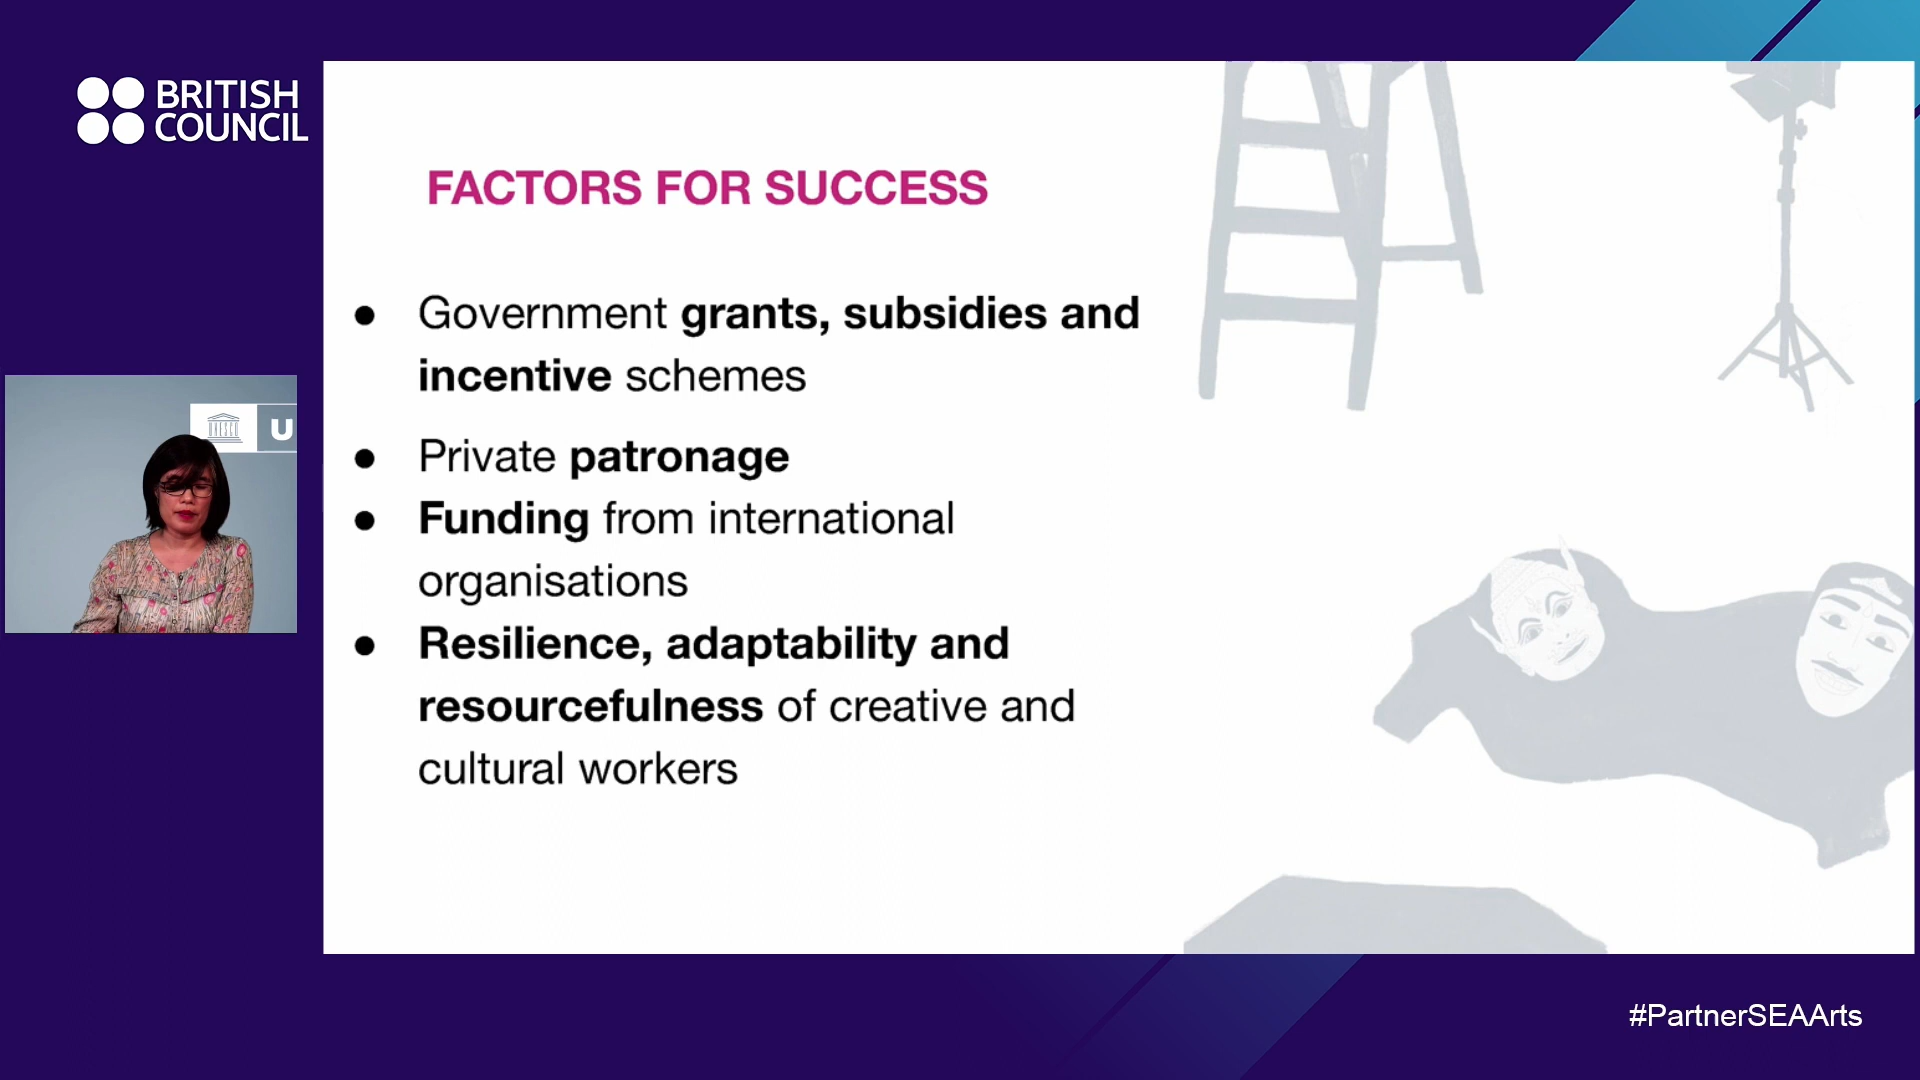 BRITISH
COUNCIL
FACTORS FOR SUCCESS
● Government grants, subsidies and
incentive schemes
● Private patronage
● Funding from international
organisations
● Resilience, adaptability and
resourcefulness of creative and
cultural workers
U
#PartnerSEAArts